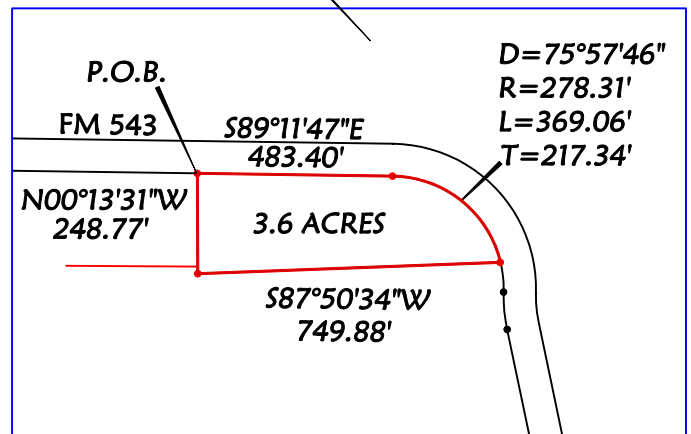 D=75°57'46"
R=278.31'
L=369.06'
T=217.34'
P.O.B.
FM 543
S89°11'47"E
483.40'
N00°13'31"W
248.77'
3.6 ACRES
S87°50'34"W
749.88'